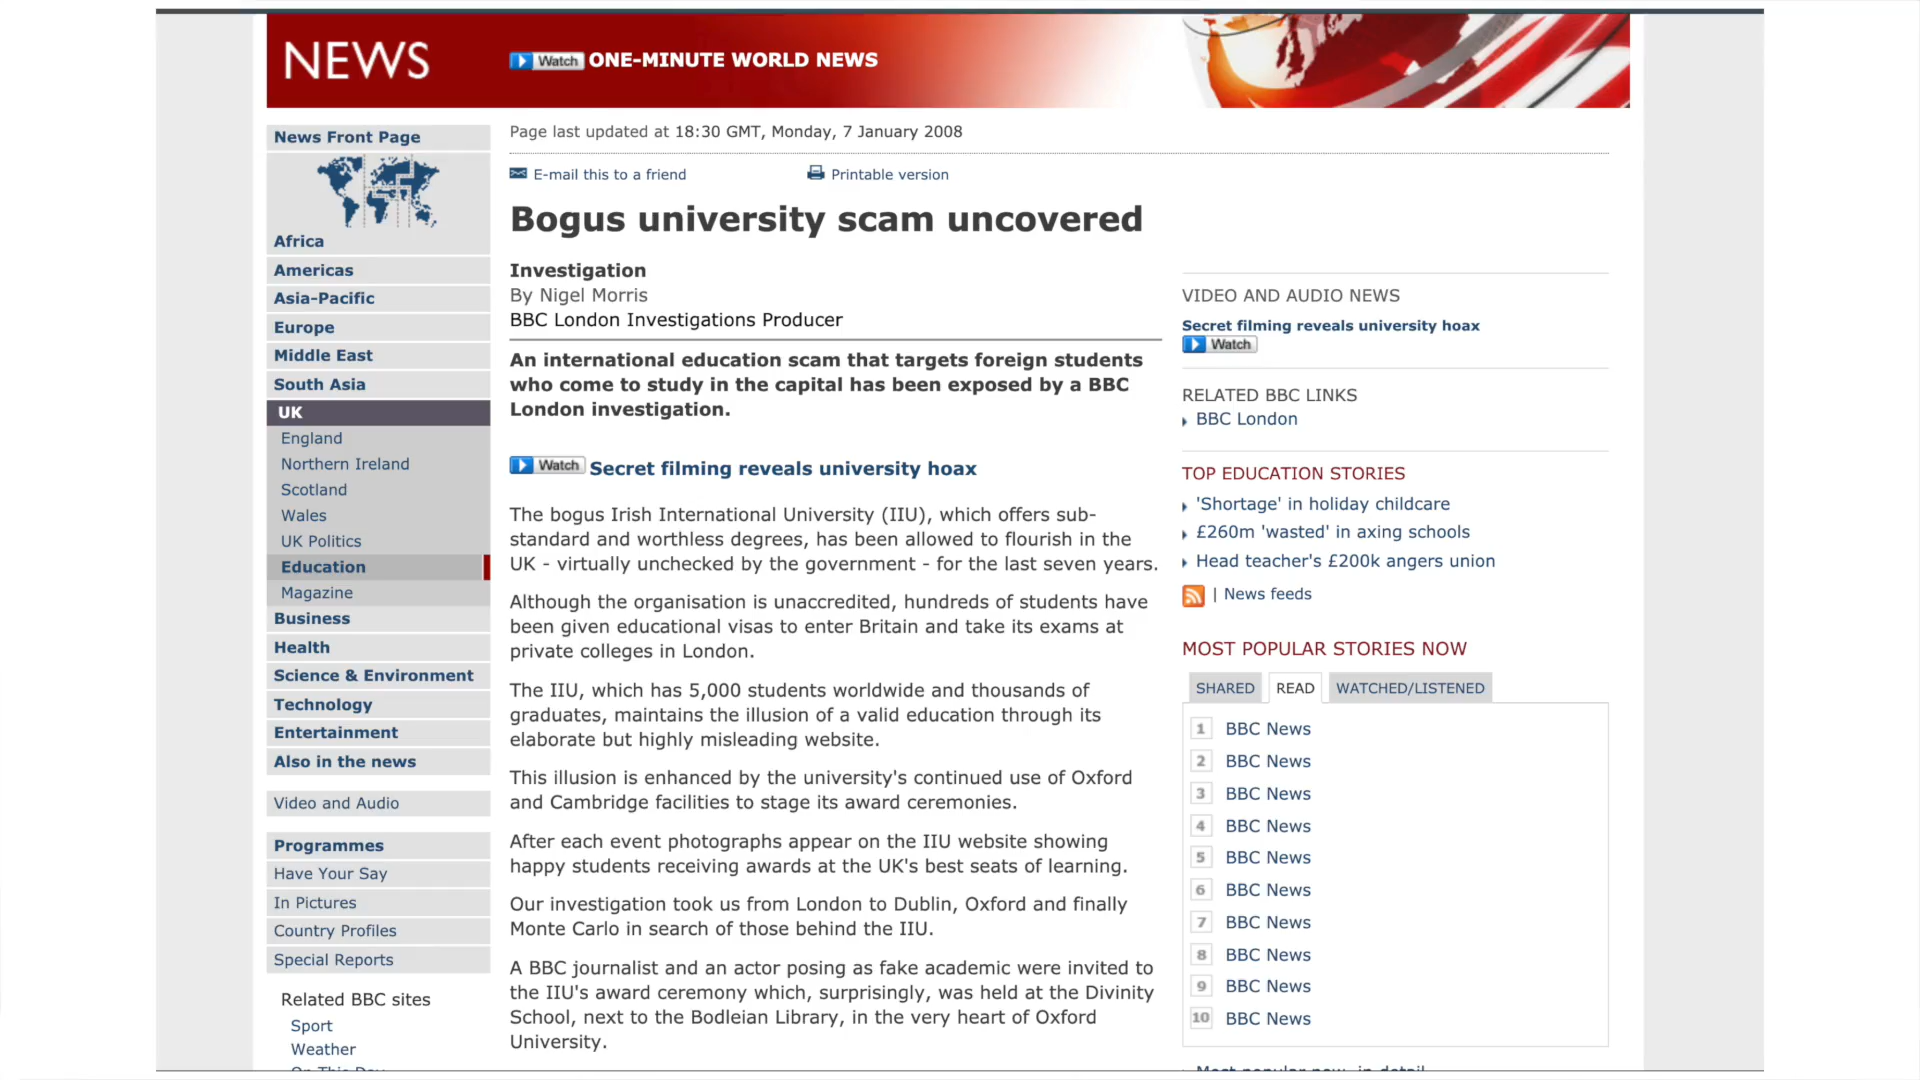 NEWS
Watch ONE-MINUTE WORLD NEWS
News Front Page
Africa
Americas
Asia-Pacific
Europe
Middle East
South Asia
UK
England
Northern Ireland
Scotland
Wales
UK Politics
Education
Magazine
Business
Health
Science & Environment
Technology
Entertainment
Also in the news
Video and Audio
Programmes
Have Your Say
In Pictures
Country Profiles
Special Reports
Related BBC sites
Sport
Weather
On This Day
Page last updated at 18:30 GMT, Monday, 7 January 2008
E-mail this to a friend
Printable version
Bogus university scam uncovered
Investigation
By Nigel Morris
BBC London Investigations Producer
An international education scam that targets foreign students
who come to study in the capital has been exposed by a BBC
London investigation.
Watch Secret filming reveals university hoax
The bogus Irish International University (IIU), which offers sub-
standard and worthless degrees, has been allowed to flourish in the
UK - virtually unchecked by the government - for the last seven years.
Although the organisation is unaccredited, hundreds of students have
been given educational visas to enter Britain and take its exams at
private colleges in London.
The IIU, which has 5,000 students worldwide and thousands of
graduates, maintains the illusion of a valid education through its
elaborate but highly misleading website.
This illusion is enhanced by the university's continued use of Oxford
and Cambridge facilities to stage its award ceremonies.
After each event photographs appear on the IIU website showing
happy students receiving awards at the UK's best seats of learning.
Our investigation took us from London to Dublin, Oxford and finally
Monte Carlo in search of those behind the IIU.
A BBC journalist and an actor posing as fake academic were invited to
the IIU's award ceremony which, surprisingly, was held at the Divinity
School, next to the Bodleian Library, in the very heart of Oxford
University.
VIDEO AND AUDIO NEWS
Secret filming reveals university hoax
Watch
RELATED BBC LINKS
BBC London
TOP EDUCATION STORIES
'Shortage' in holiday childcare
£260m 'wasted' in axing schools
Head teacher's £200k angers union
| News feeds
MOST POPULAR STORIES NOW
SHARED READ WATCHED/LISTENED
1 BBC News
2 BBC News
3 BBC News
4 BBC News
5 BBC News
6 BBC News
7 BBC News
8 BBC News
9 BBC News
10 BBC News
Most popular now, in detail